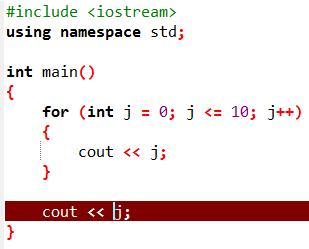 #include <iostream>
using namespace std;
int main()
{
    for (int j = 0; j <= 10; j++)
    {
        cout << j;
    }
    cout << j;
}